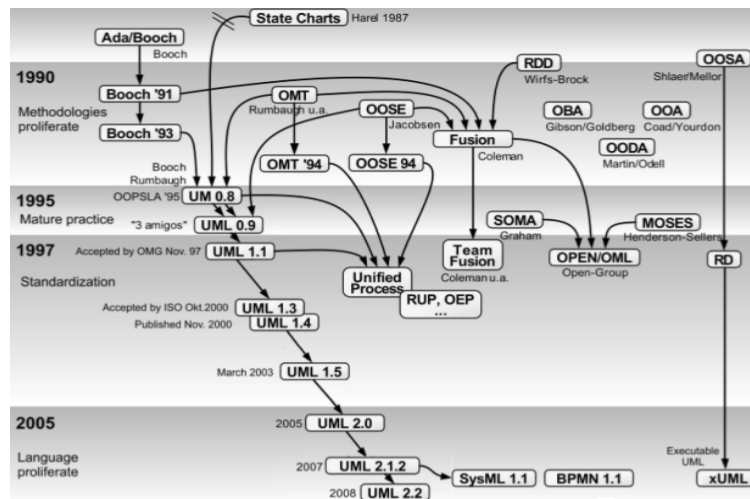 State Charts Harel 1987
Ada/Booch
Booch
RDD
Wirfs-Brock
OOSA
Shlaer/Mellor
1990
Methodologies
proliferate
Booch '91
OMT
Rumbaugh u.a.
OOSE
Jacobsen
OBA
Gibson/Goldberg
OOA
Coad/Yourdon
Booch '93
Fusion
Coleman
OODA
Martin/Odell
OMT '94
OOSE 94
Booch
Rumbaugh
OOPSLA '95
UM 0.8
1995
Mature practice
"3 amigos"
UML 0.9
SOMA
Graham
MOSES
Henderson-Sellers
1997
Standardization
Accepted by OMG Nov. 97
UML 1.1
Team
Fusion
Coleman u.a.
OPEN/OML
Open-Group
RD
Unified
Process
RUP, OEP
...
Accepted by ISO Okt.2000
UML 1.3
Published Nov. 2000
UML 1.4
March 2003
UML 1.5
2005
Language
proliferate
2005
UML 2.0
2007
UML 2.1.2
2008
UML 2.2
SysML 1.1
BPMN 1.1
Executable
UML
xUML